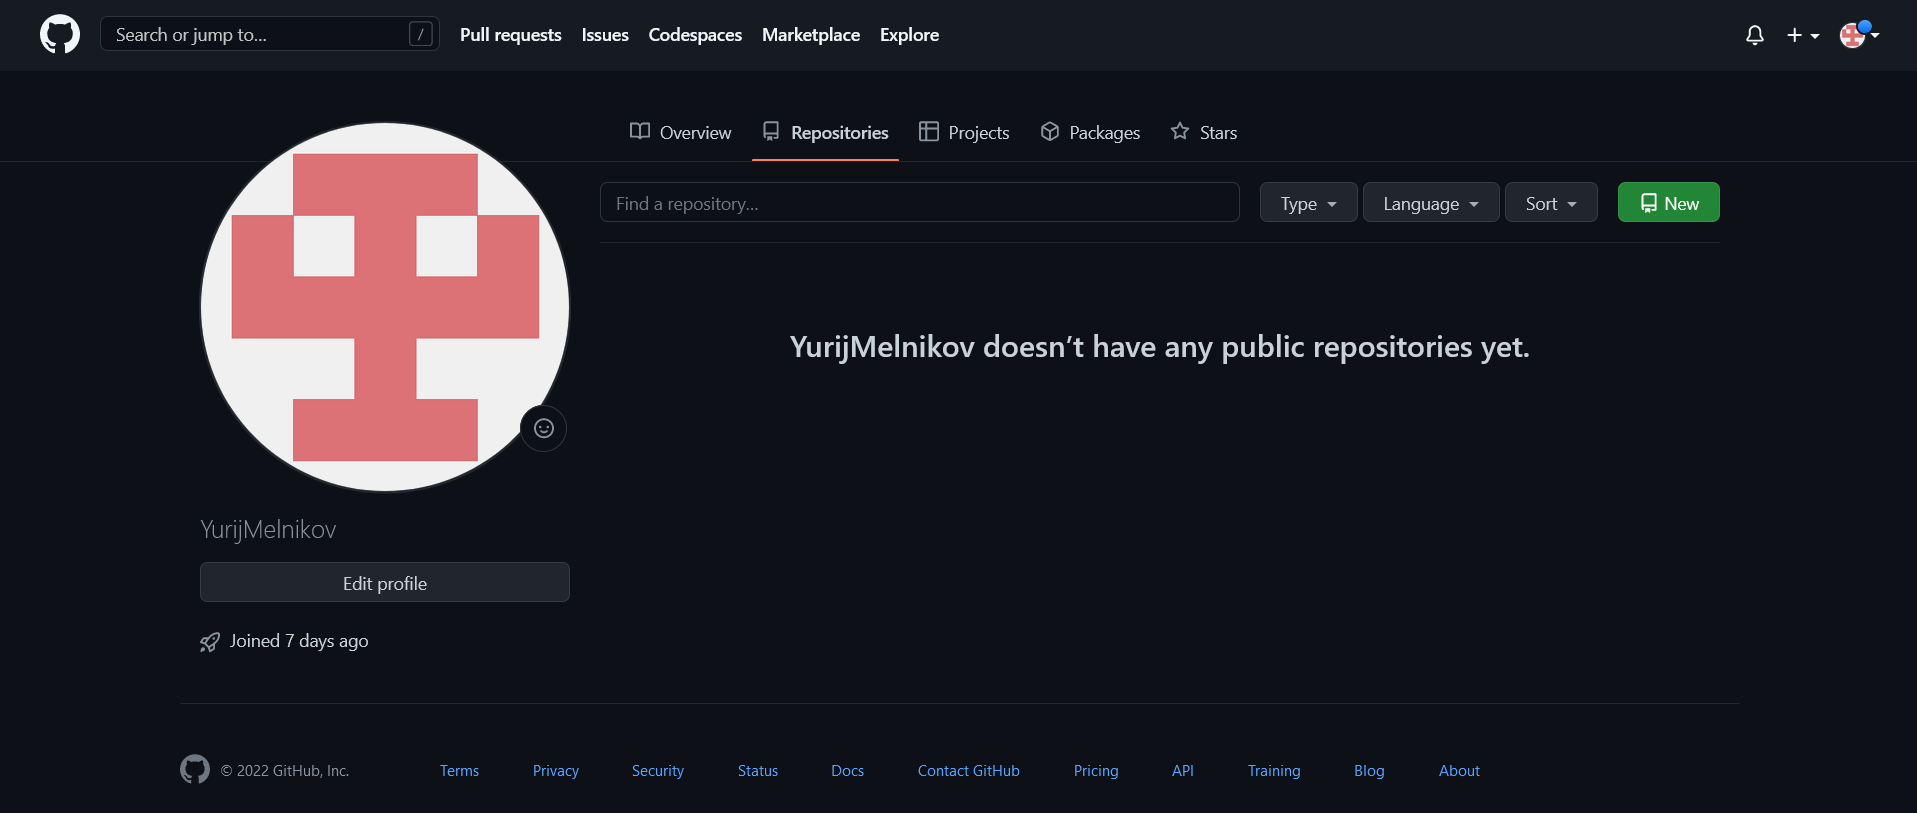 Search or jump to... / Pull requests Issues Codespaces Marketplace Explore
Overview Repositories Projects Packages Stars
Find a repository... Type Language Sort New
YurijMelnikov doesn’t have any public repositories yet.
YurijMelnikov
Edit profile
Joined 7 days ago
© 2022 GitHub, Inc. Terms Privacy Security Status Docs Contact GitHub Pricing API Training Blog About